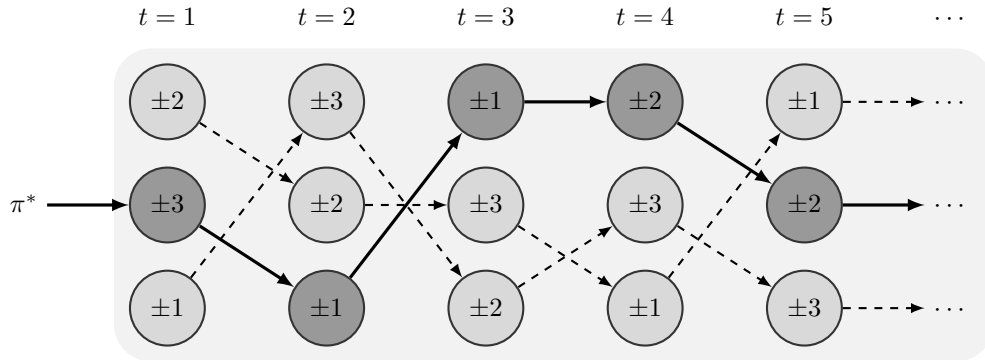 t = 1 t = 2 t = 3 t = 4 t = 5 ⋯
±2 ±3 ±1 ±2 ±1 ⋯
π* ±3 ±2 ±3 ±3 ±2 ⋯
±1 ±1 ±2 ±1 ±3 ⋯